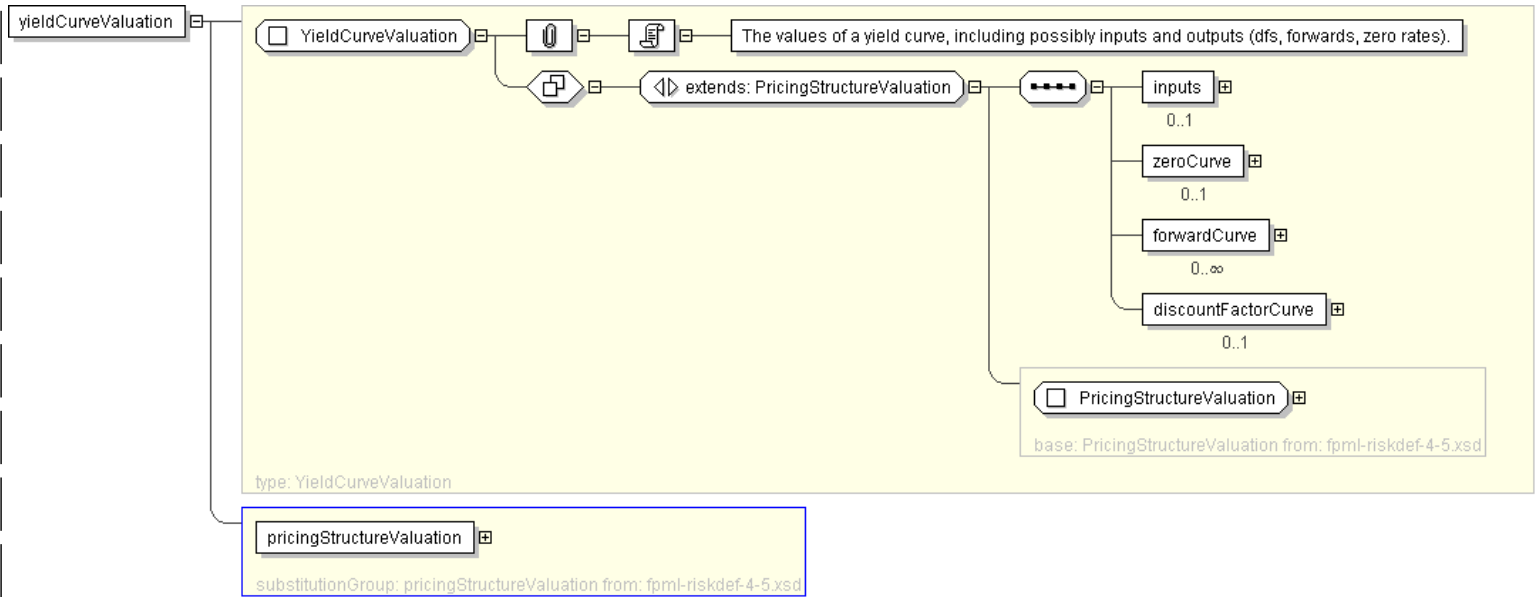 yieldCurveValuation
YieldCurveValuation
The values of a yield curve, including possibly inputs and outputs (dfs, forwards, zero rates).
extends: PricingStructureValuation
inputs
0..1
zeroCurve
0..1
forwardCurve
0..∞
discountFactorCurve
0..1
PricingStructureValuation
base: PricingStructureValuation from: fpml-riskdef-4-5.xsd
type: YieldCurveValuation
pricingStructureValuation
substitutionGroup: pricingStructureValuation from: fpml-riskdef-4-5.xsd